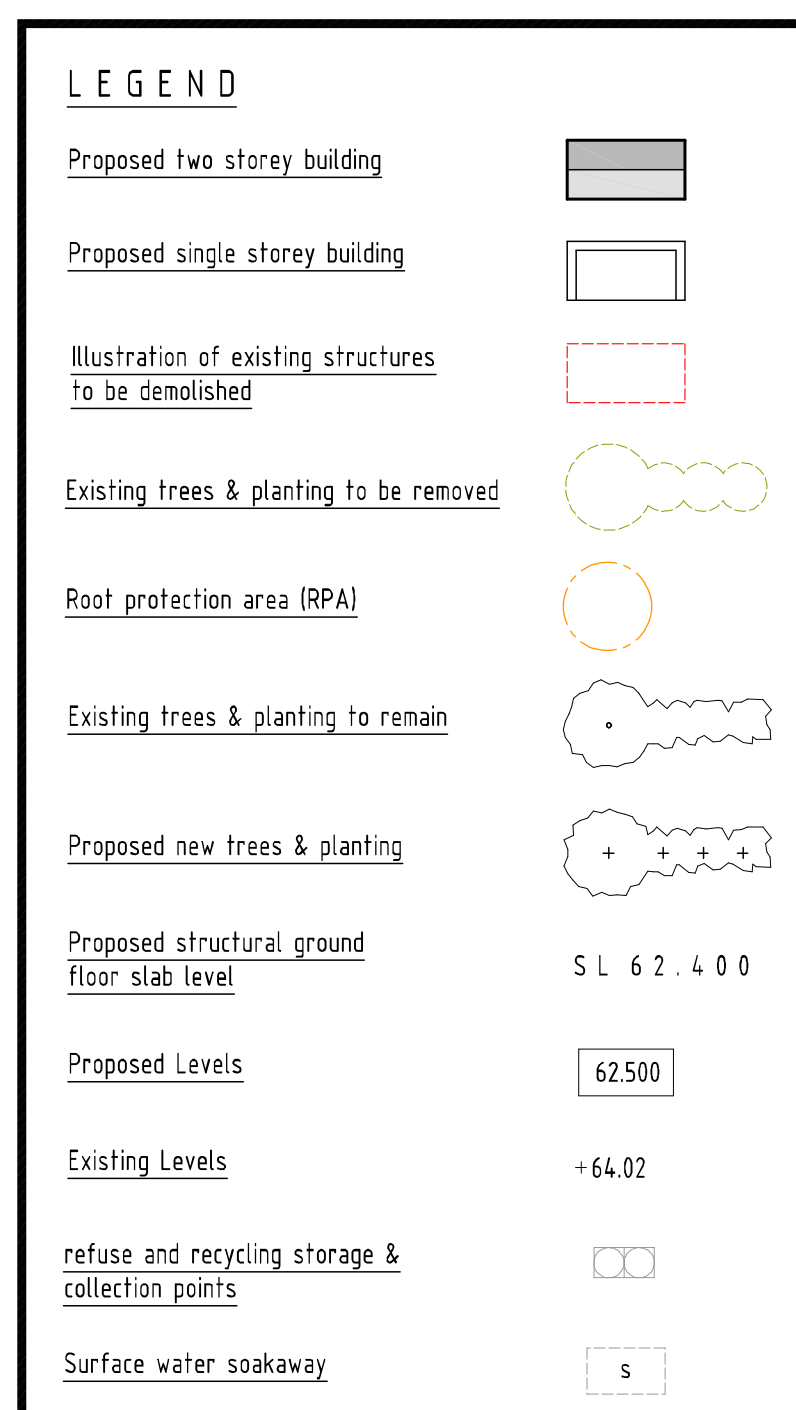 LEGEND
Proposed two storey building
Proposed single storey building
Illustration of existing structures
to be demolished
Existing trees & planting to be removed
Root protection area (RPA)
Existing trees & planting to remain
Proposed new trees & planting
Proposed structural ground
floor slab level
SL 62.400
Proposed Levels
62.500
Existing Levels
+64.02
refuse and recycling storage &
collection points
Surface water soakaway
s